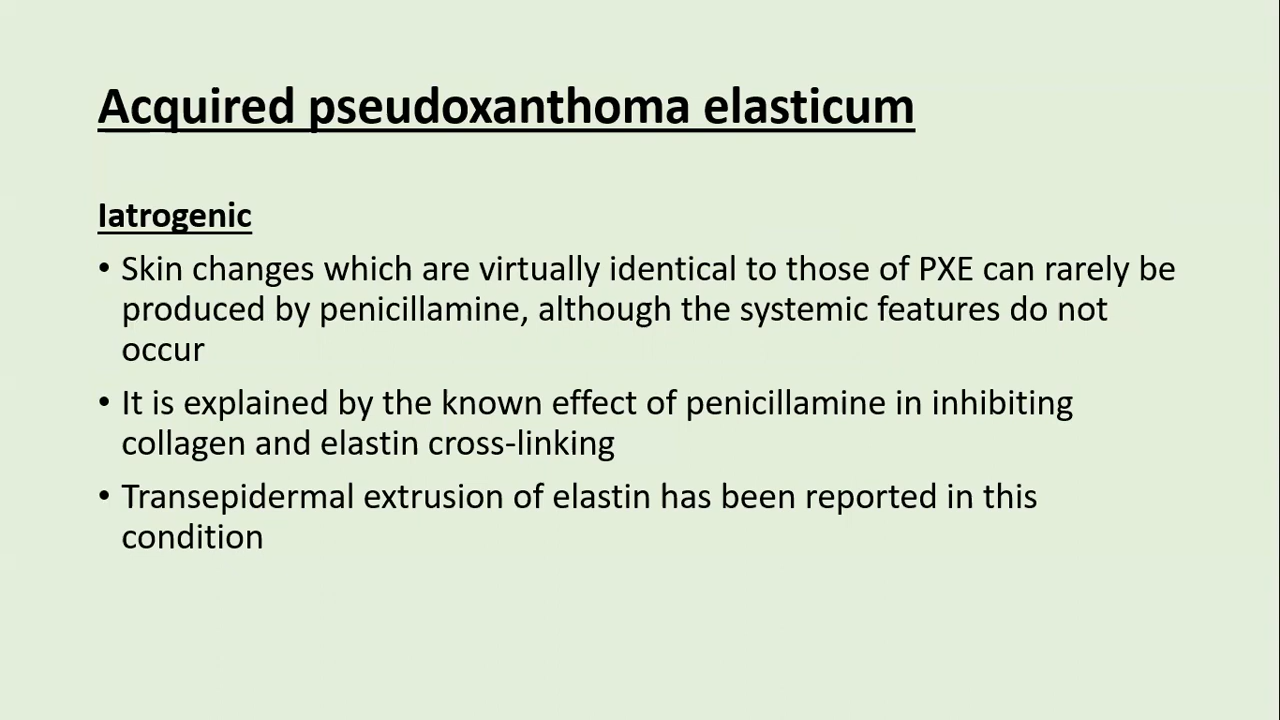 Acquired pseudoxanthoma elasticum
Iatrogenic
• Skin changes which are virtually identical to those of PXE can rarely be
produced by penicillamine, although the systemic features do not
occur
• It is explained by the known effect of penicillamine in inhibiting
collagen and elastin cross-linking
• Transepidermal extrusion of elastin has been reported in this
condition